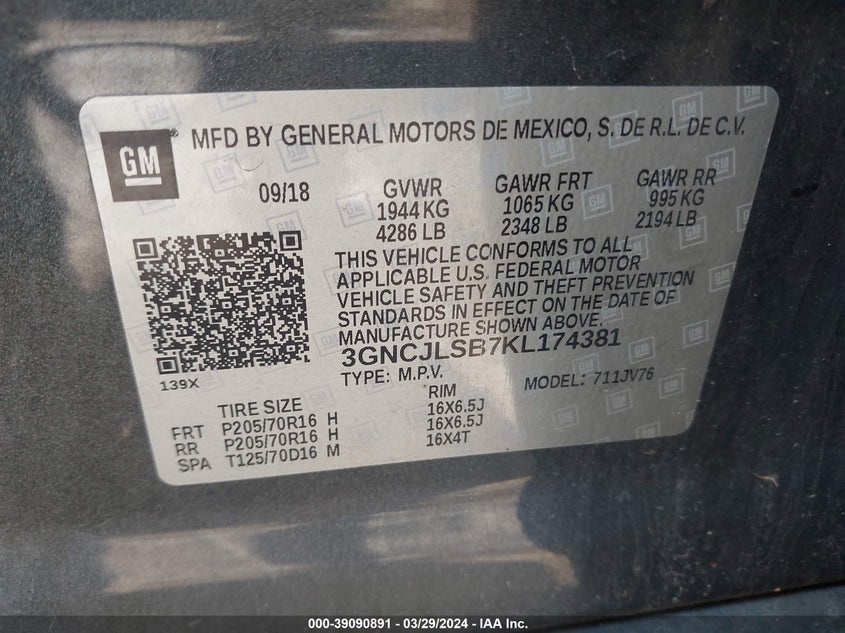 GM
MFD BY GENERAL MOTORS DE MEXICO, S. DE R.L. DE C.V.
09/18
GVWR GAWR FRT GAWR RR
1944 KG 1065 KG 995 KG
4286 LB 2348 LB 2194 LB
THIS VEHICLE CONFORMS TO ALL
APPLICABLE U.S. FEDERAL MOTOR
VEHICLE SAFETY AND THEFT PREVENTION
STANDARDS IN EFFECT ON THE DATE OF
MANUFACTURE SHOWN ABOVE.
3GNCJLSB7KL174381
139X
TYPE: M.P.V. MODEL: 711JV76
TIRE SIZE RIM
FRT P205/70R16 H 16X6.5J
RR P205/70R16 H 16X6.5J
SPA T125/70D16 M 16X4T
000-39090891 - 03/29/2024 - IAA Inc.